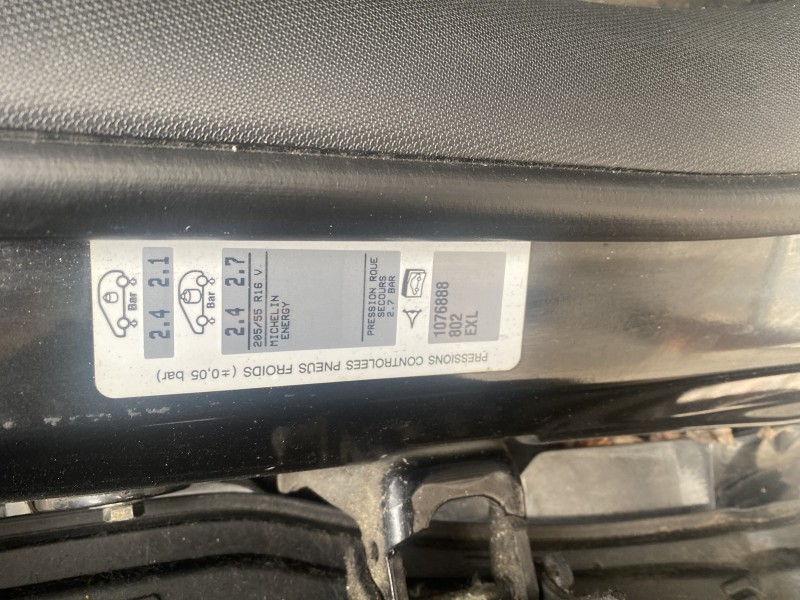 Bar
2.4 2.1
Bar
2.4 2.7
205/55 R16 V.
MICHELIN
ENERGY
PRESSION ROUE
SECOURS
2.7 BAR
1076888
802
EXL
PRESSIONS CONTROLEES PNEUS FROIDS (±0,05 bar)